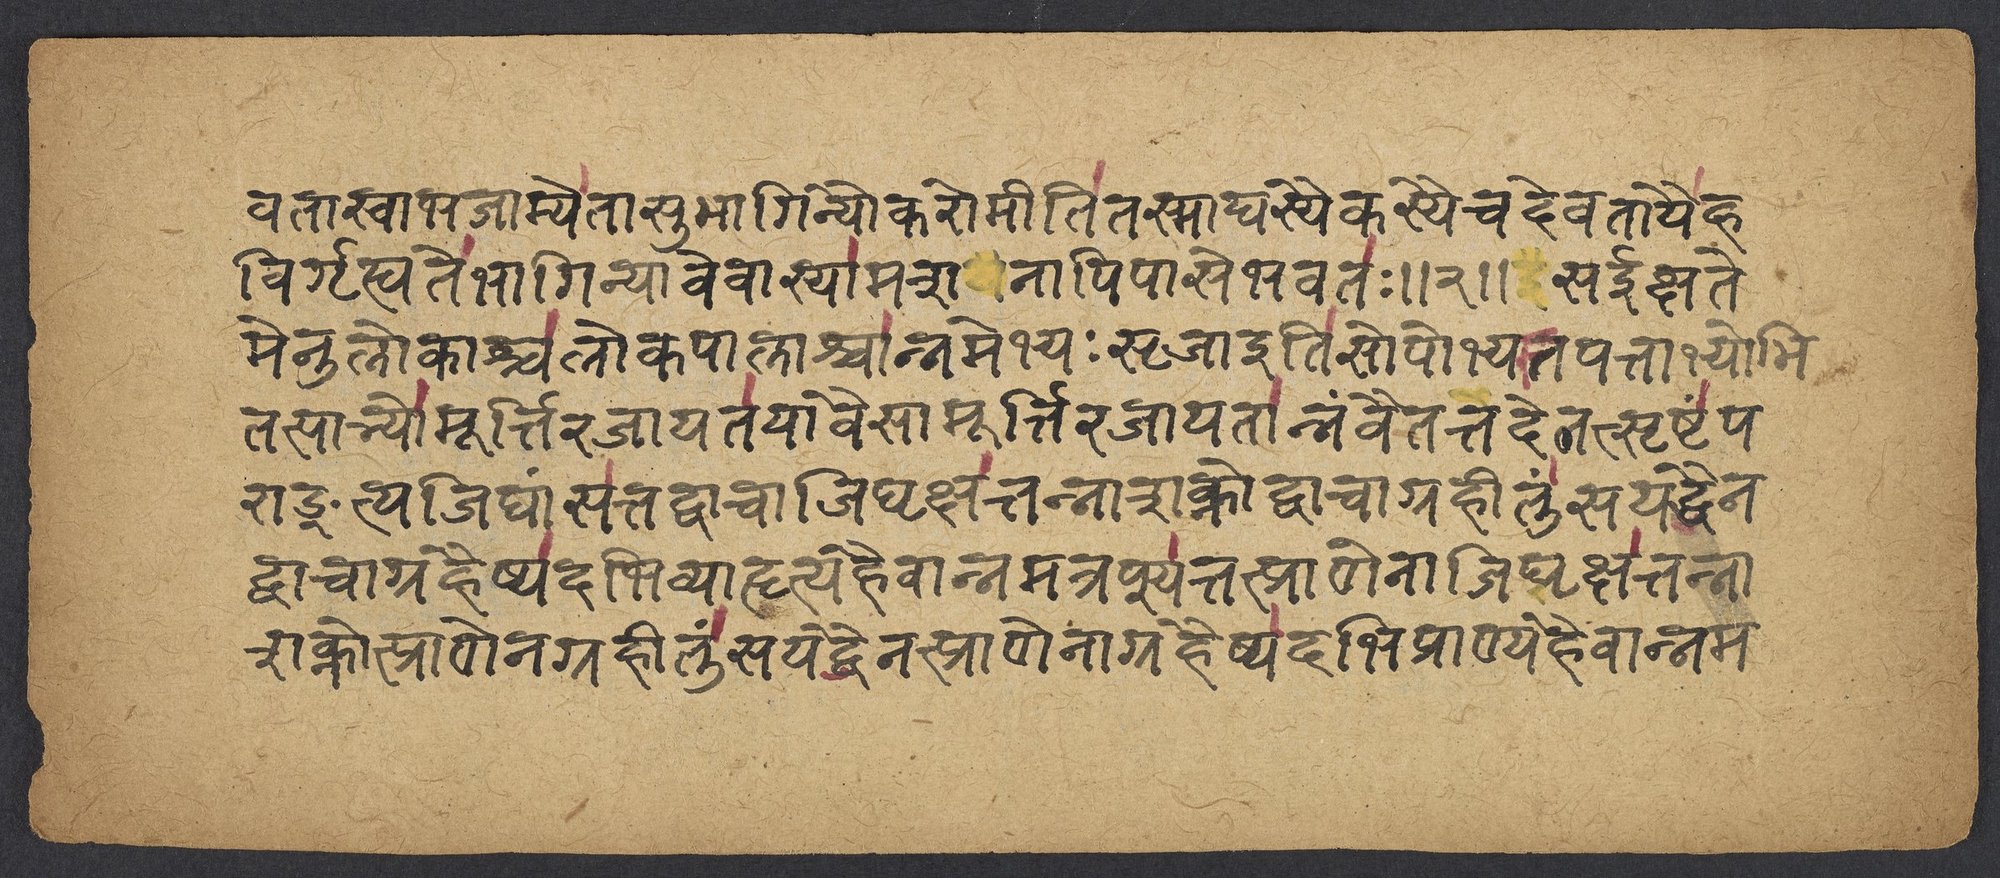 वतास्वाभजाम्येतासुभागिन्यौकरोमीतितस्माद्यस्यैकस्यैचदेवतायैह
विर्गृह्यतेभागिन्यावेवास्यामशनापिपासेभवतः॥२॥सईक्षते
मेनुलोकाश्चलोकपालाश्चान्नमेभ्यःसृजाइतिसोपोभ्यतपत्ताभ्योभि
तप्ताभ्योमूर्त्तिरजायतयावैसामूर्त्तिरजायतान्नंवैतत्तदेतत्सृष्टंप
राङ्त्यजिघांसत्तद्वाचाजिघृक्षत्तन्नाशक्नोद्वाचाग्रहीतुंसयद्धैन
द्वाचाग्रहैष्यदभिव्याहृत्यहैवान्नमत्रप्स्यत्तत्प्राणेनाजिघृक्षत्तन्ना
शक्नोत्प्राणेनग्रहीतुंसयद्धैनत्प्राणेनाग्रहैष्यदभिप्राण्यहैवान्नम